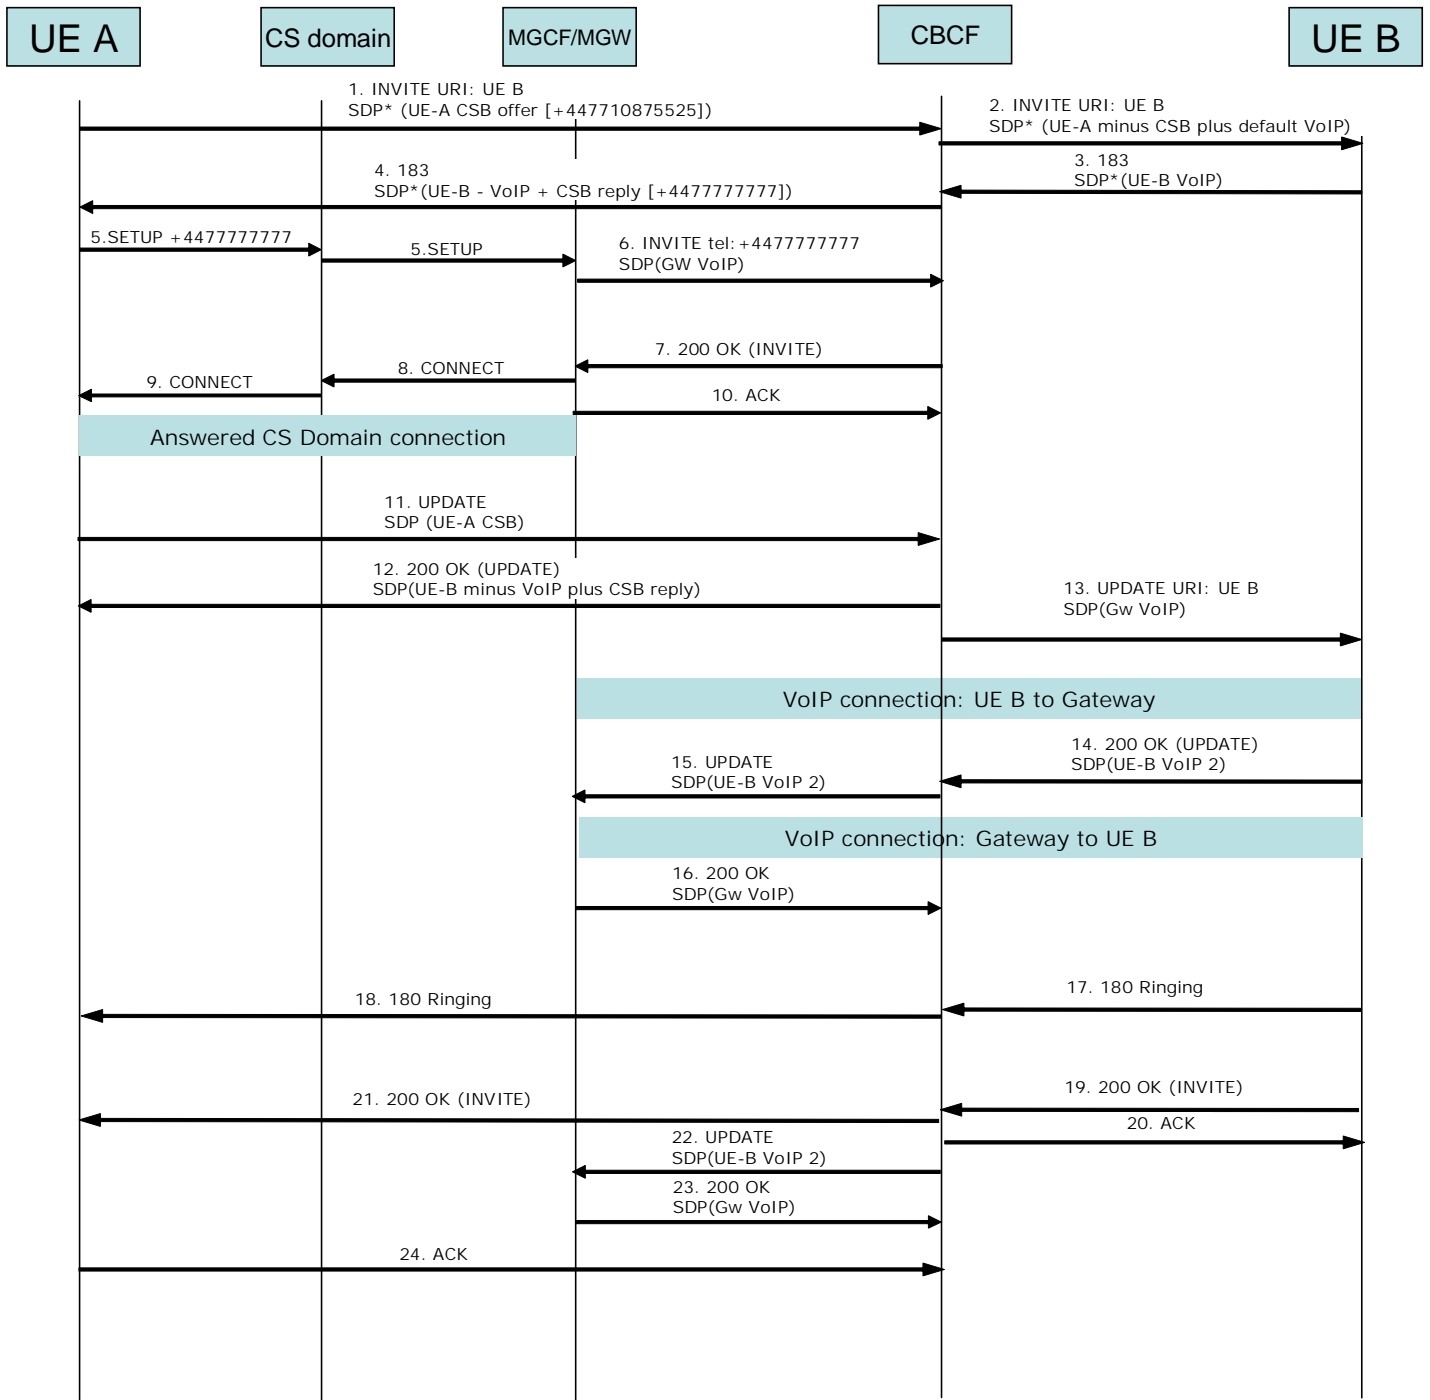 UE A
CS domain
MGCF/MGW
CBCF
UE B
1. INVITE URI: UE B
SDP* (UE-A CSB offer [+447710875525])
2. INVITE URI: UE B
SDP* (UE-A minus CSB plus default VoIP)
3. 183
SDP*(UE-B VoIP)
4. 183
SDP*(UE-B - VoIP + CSB reply [+4477777777])
5.SETUP +4477777777
5.SETUP
6. INVITE tel:+4477777777
SDP(GW VoIP)
7. 200 OK (INVITE)
8. CONNECT
9. CONNECT
10. ACK
Answered CS Domain connection
11. UPDATE
SDP (UE-A CSB)
12. 200 OK (UPDATE)
SDP(UE-B minus VoIP plus CSB reply)
13. UPDATE URI: UE B
SDP(Gw VoIP)
VoIP connection: UE B to Gateway
14. 200 OK (UPDATE)
SDP(UE-B VoIP 2)
15. UPDATE
SDP(UE-B VoIP 2)
VoIP connection: Gateway to UE B
16. 200 OK
SDP(Gw VoIP)
17. 180 Ringing
18. 180 Ringing
19. 200 OK (INVITE)
20. ACK
21. 200 OK (INVITE)
22. UPDATE
SDP(UE-B VoIP 2)
23. 200 OK
SDP(Gw VoIP)
24. ACK